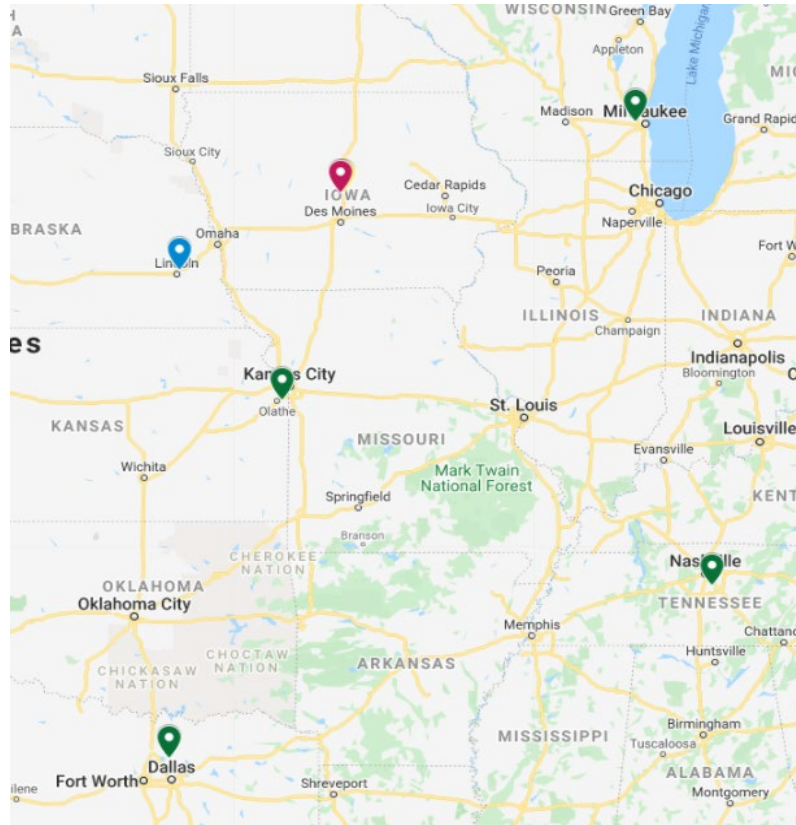 WISCONSIN
Green Bay
Appleton
Lake Michigan
MIC
Sioux Falls
Madison
Milwaukee
Grand Rapid
Sioux City
IOWA
Cedar Rapids
Chicago
Des Moines
Iowa City
Naperville
BRASKA
Omaha
Fort W
Lincoln
Peoria
ILLINOIS
INDIANA
Champaign
es
Indianapolis
Bloomington
C
Kansas City
Olathe
St. Louis
KANSAS
MISSOURI
Louisville
Evansville
Wichita
Mark Twain
National Forest
Springfield
KENT
Branson
CHEROKEE
NATION
Nashville
OKLAHOMA
Oklahoma City
TENNESSEE
Memphis
Chattano
CHOCTAW
NATION
Huntsville
CHICKASAW
NATION
ARKANSAS
MISSISSIPPI
Birmingham
Tuscaloosa
Dallas
Fort Worth
ALABAMA
ilene
Shreveport
Montgomery